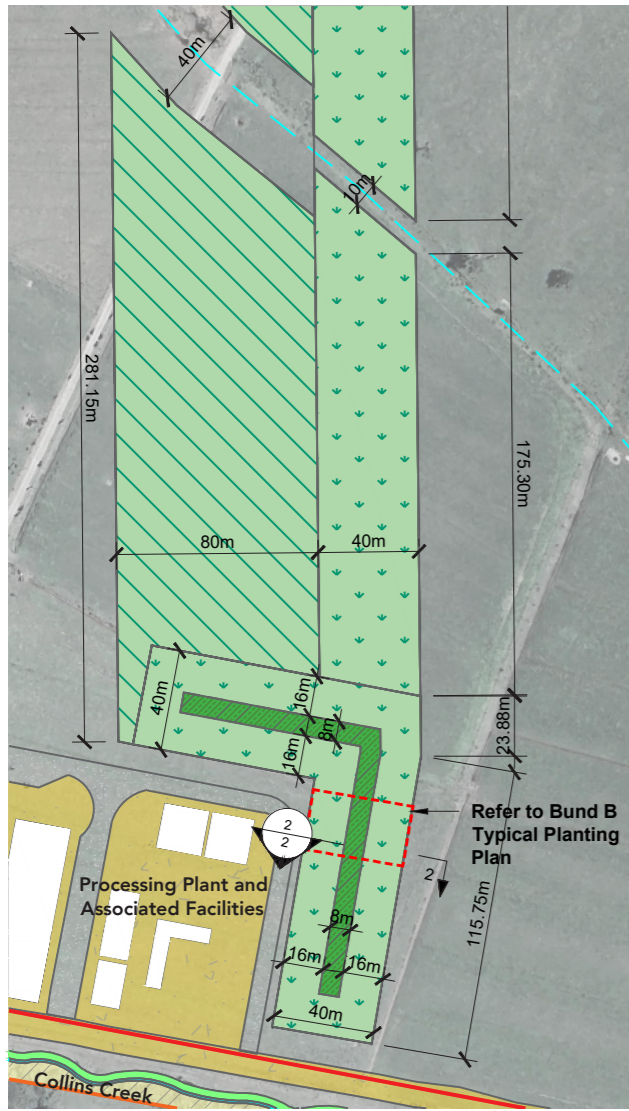 40m
10m
281.15m
175.30m
80m
40m
40m
16m
8m
16m
23.88m
Refer to Bund B
Typical Planting
Plan
2
2
2
Processing Plant and
Associated Facilities
115.75m
8m
16m
16m
40m
Collins Creek